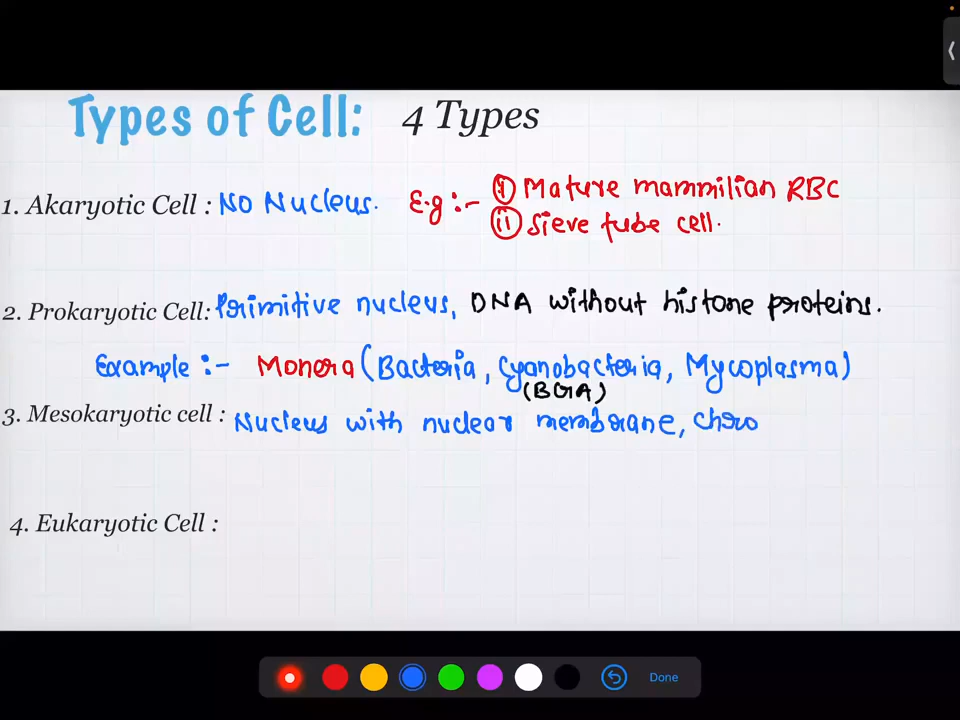 Types of Cell: 4 Types
1. Akaryotic Cell : No Nucleus. E.g :- (i) Mature mammilian RBC
(ii) Sieve tube cell.
2. Prokaryotic Cell: Primitive nucleus, DNA without histone proteins.
Example :- Monera (Bacteria, Cyanobacteria, Mycoplasma)
(BGA)
3. Mesokaryotic cell : Nucleus with nuclear membrane, chro
4. Eukaryotic Cell :
Done